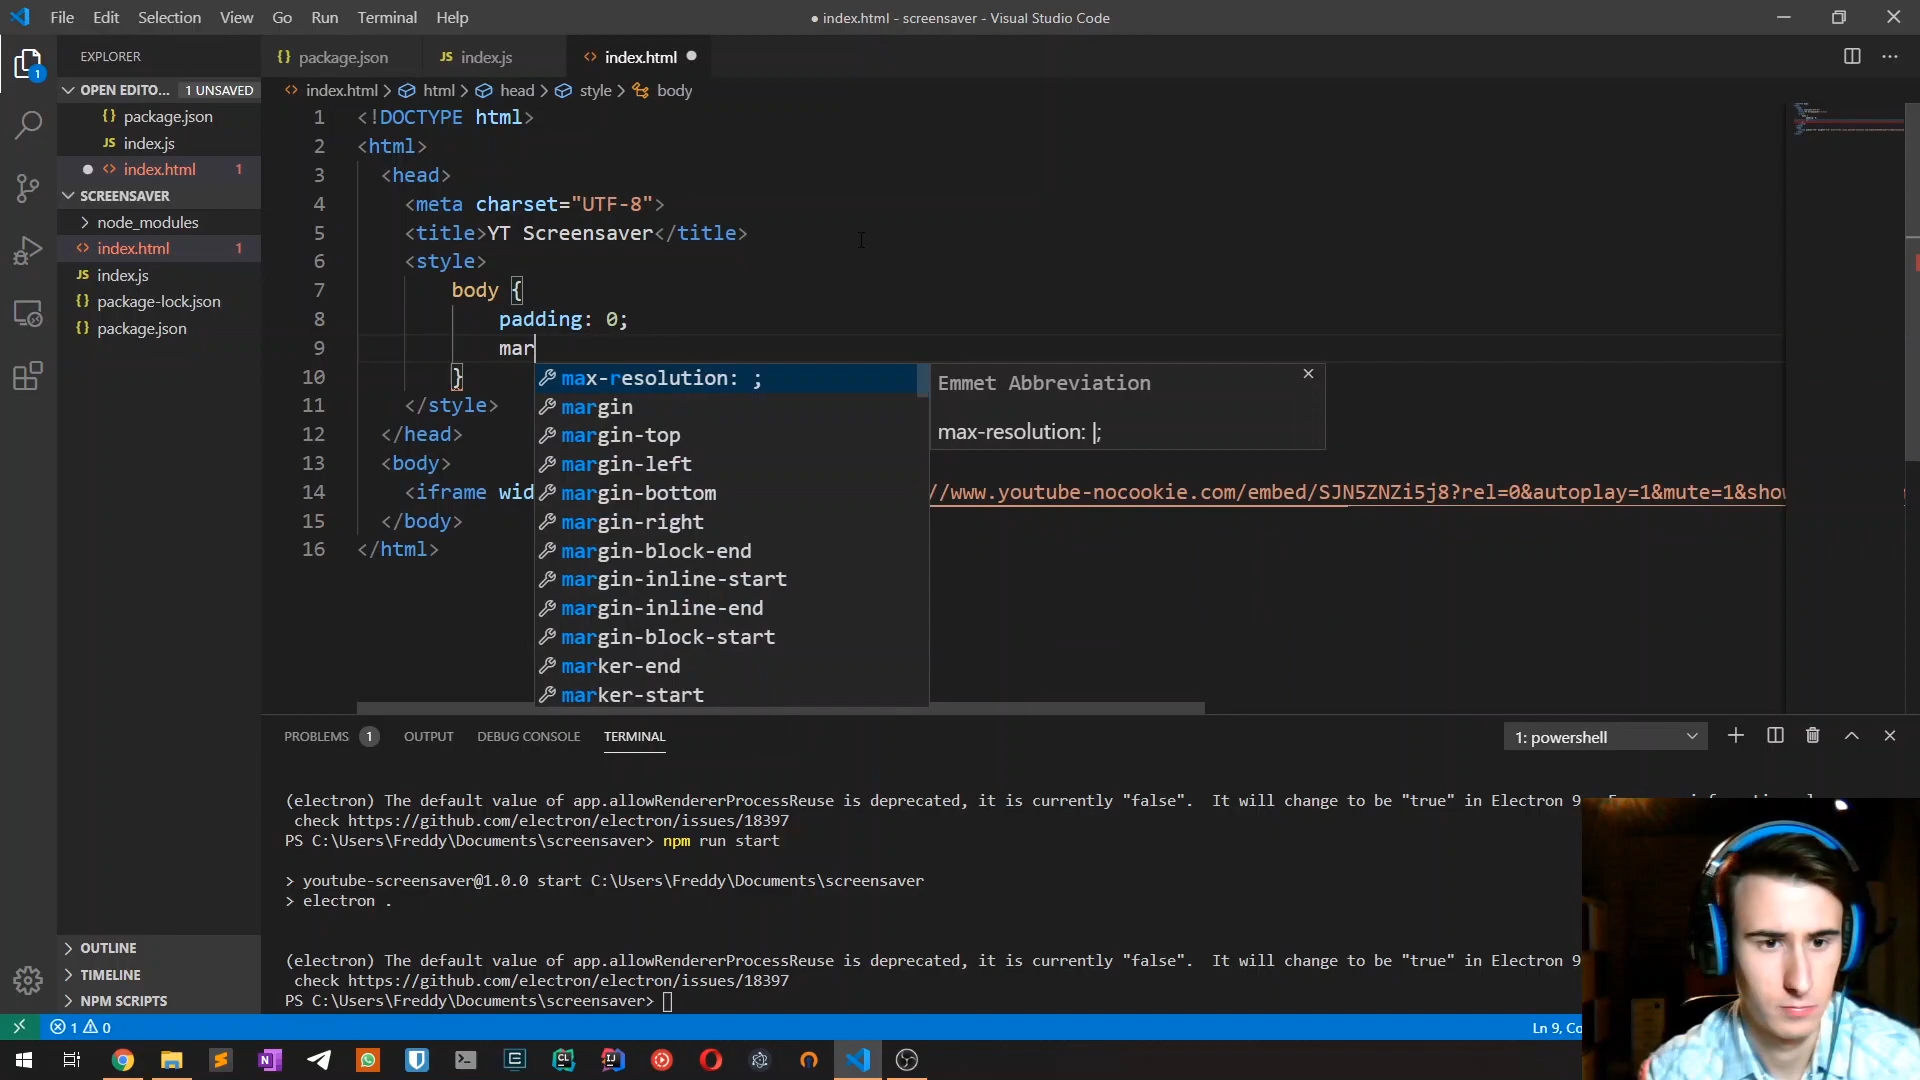 File Edit Selection View Go Run Terminal Help
● index.html - screensaver - Visual Studio Code
EXPLORER
{} package.json
JS index.js
<> index.html ●
OPEN EDITO... 1 UNSAVED
<> index.html > html > head > style > body
{} package.json
JS index.js
● <> index.html 1
SCREENSAVER
> node_modules
<> index.html 1
JS index.js
{} package-lock.json
{} package.json
1 <!DOCTYPE html>
2 <html>
3 <head>
4 <meta charset="UTF-8">
5 <title>YT Screensaver</title>
6 <style>
7 body {
8 padding: 0;
9 mar
10 }
11 </style>
12 </head>
13 <body>
14 <iframe wid
//www.youtube-nocookie.com/embed/SJN5ZNZi5j8?rel=0&autoplay=1&mute=1&show
15 </body>
16 </html>
max-resolution: ;
margin
margin-top
margin-left
margin-bottom
margin-right
margin-block-end
margin-inline-start
margin-inline-end
margin-block-start
marker-end
marker-start
Emmet Abbreviation
max-resolution: |;
PROBLEMS 1 OUTPUT DEBUG CONSOLE TERMINAL
1: powershell
(electron) The default value of app.allowRendererProcessReuse is deprecated, it is currently "false". It will change to be "true" in Electron 9
check https://github.com/electron/electron/issues/18397
PS C:\Users\Freddy\Documents\screensaver> npm run start
> youtube-screensaver@1.0.0 start C:\Users\Freddy\Documents\screensaver
> electron .
(electron) The default value of app.allowRendererProcessReuse is deprecated, it is currently "false". It will change to be "true" in Electron 9
check https://github.com/electron/electron/issues/18397
PS C:\Users\Freddy\Documents\screensaver>
> OUTLINE
> TIMELINE
> NPM SCRIPTS
1 0
Ln 9, Co